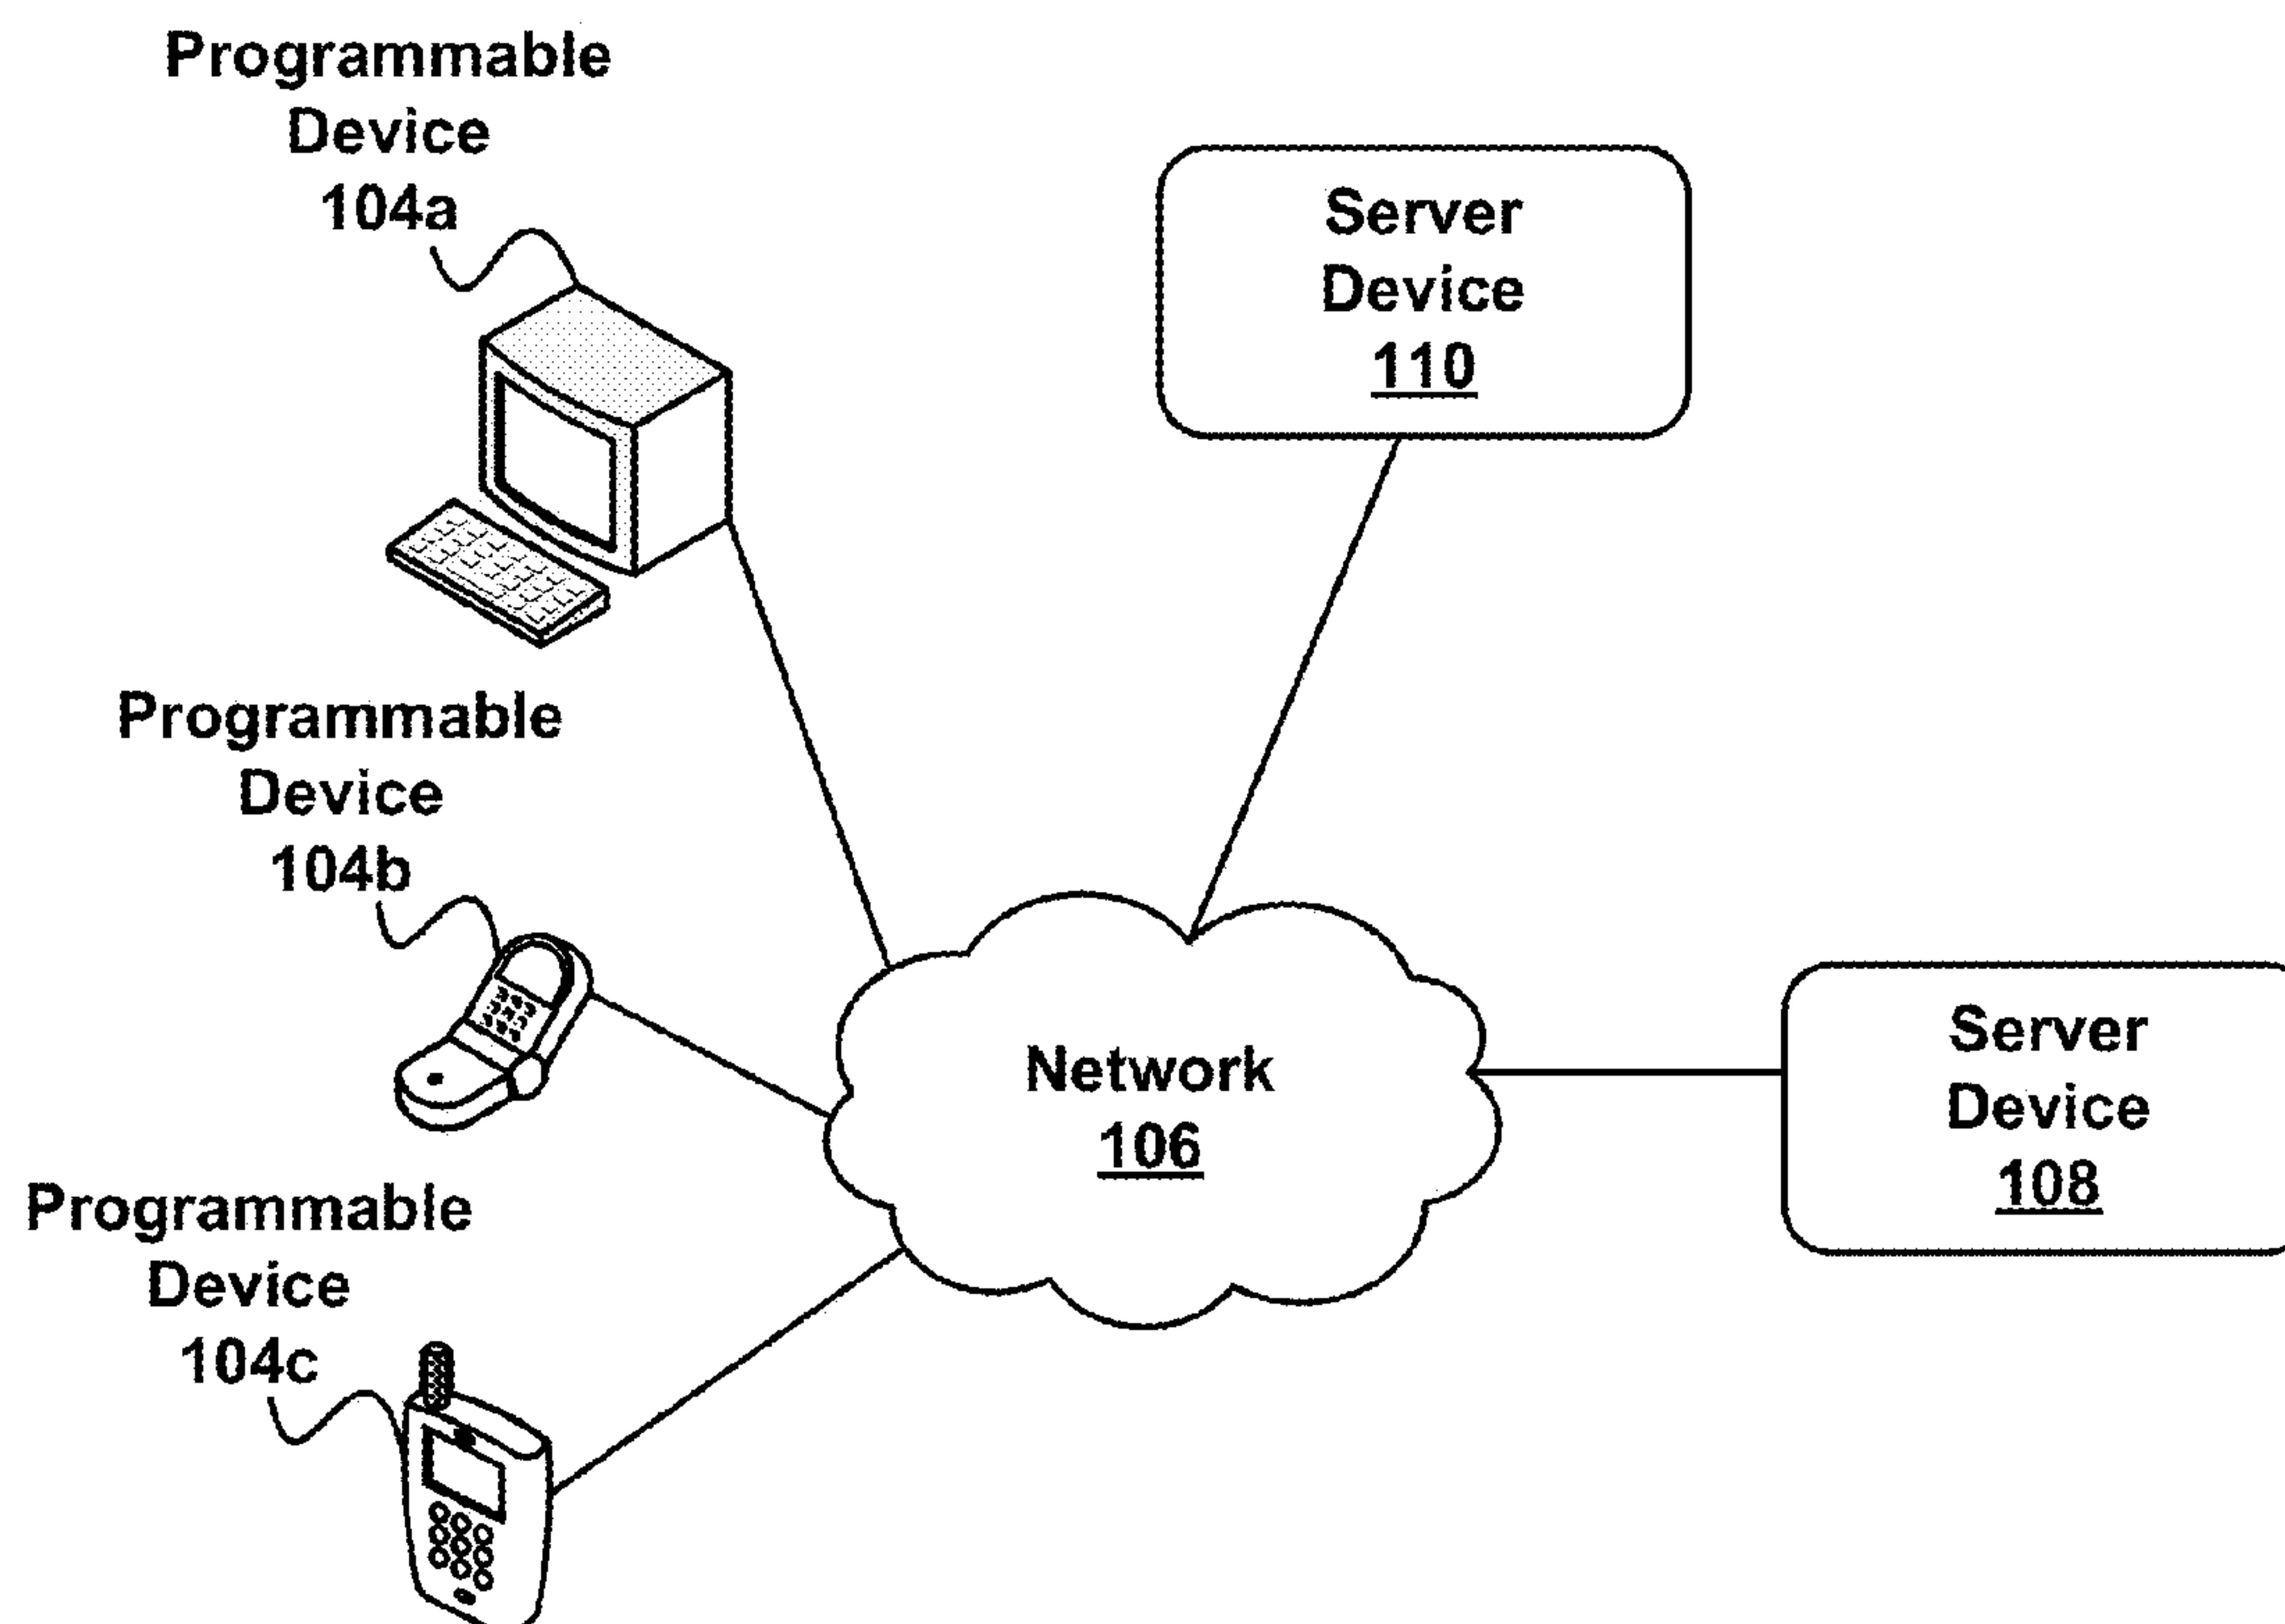 Programmable
Device
104a
Server
Device
110
Programmable
Device
104b
Network
106
Server
Device
108
Programmable
Device
104c